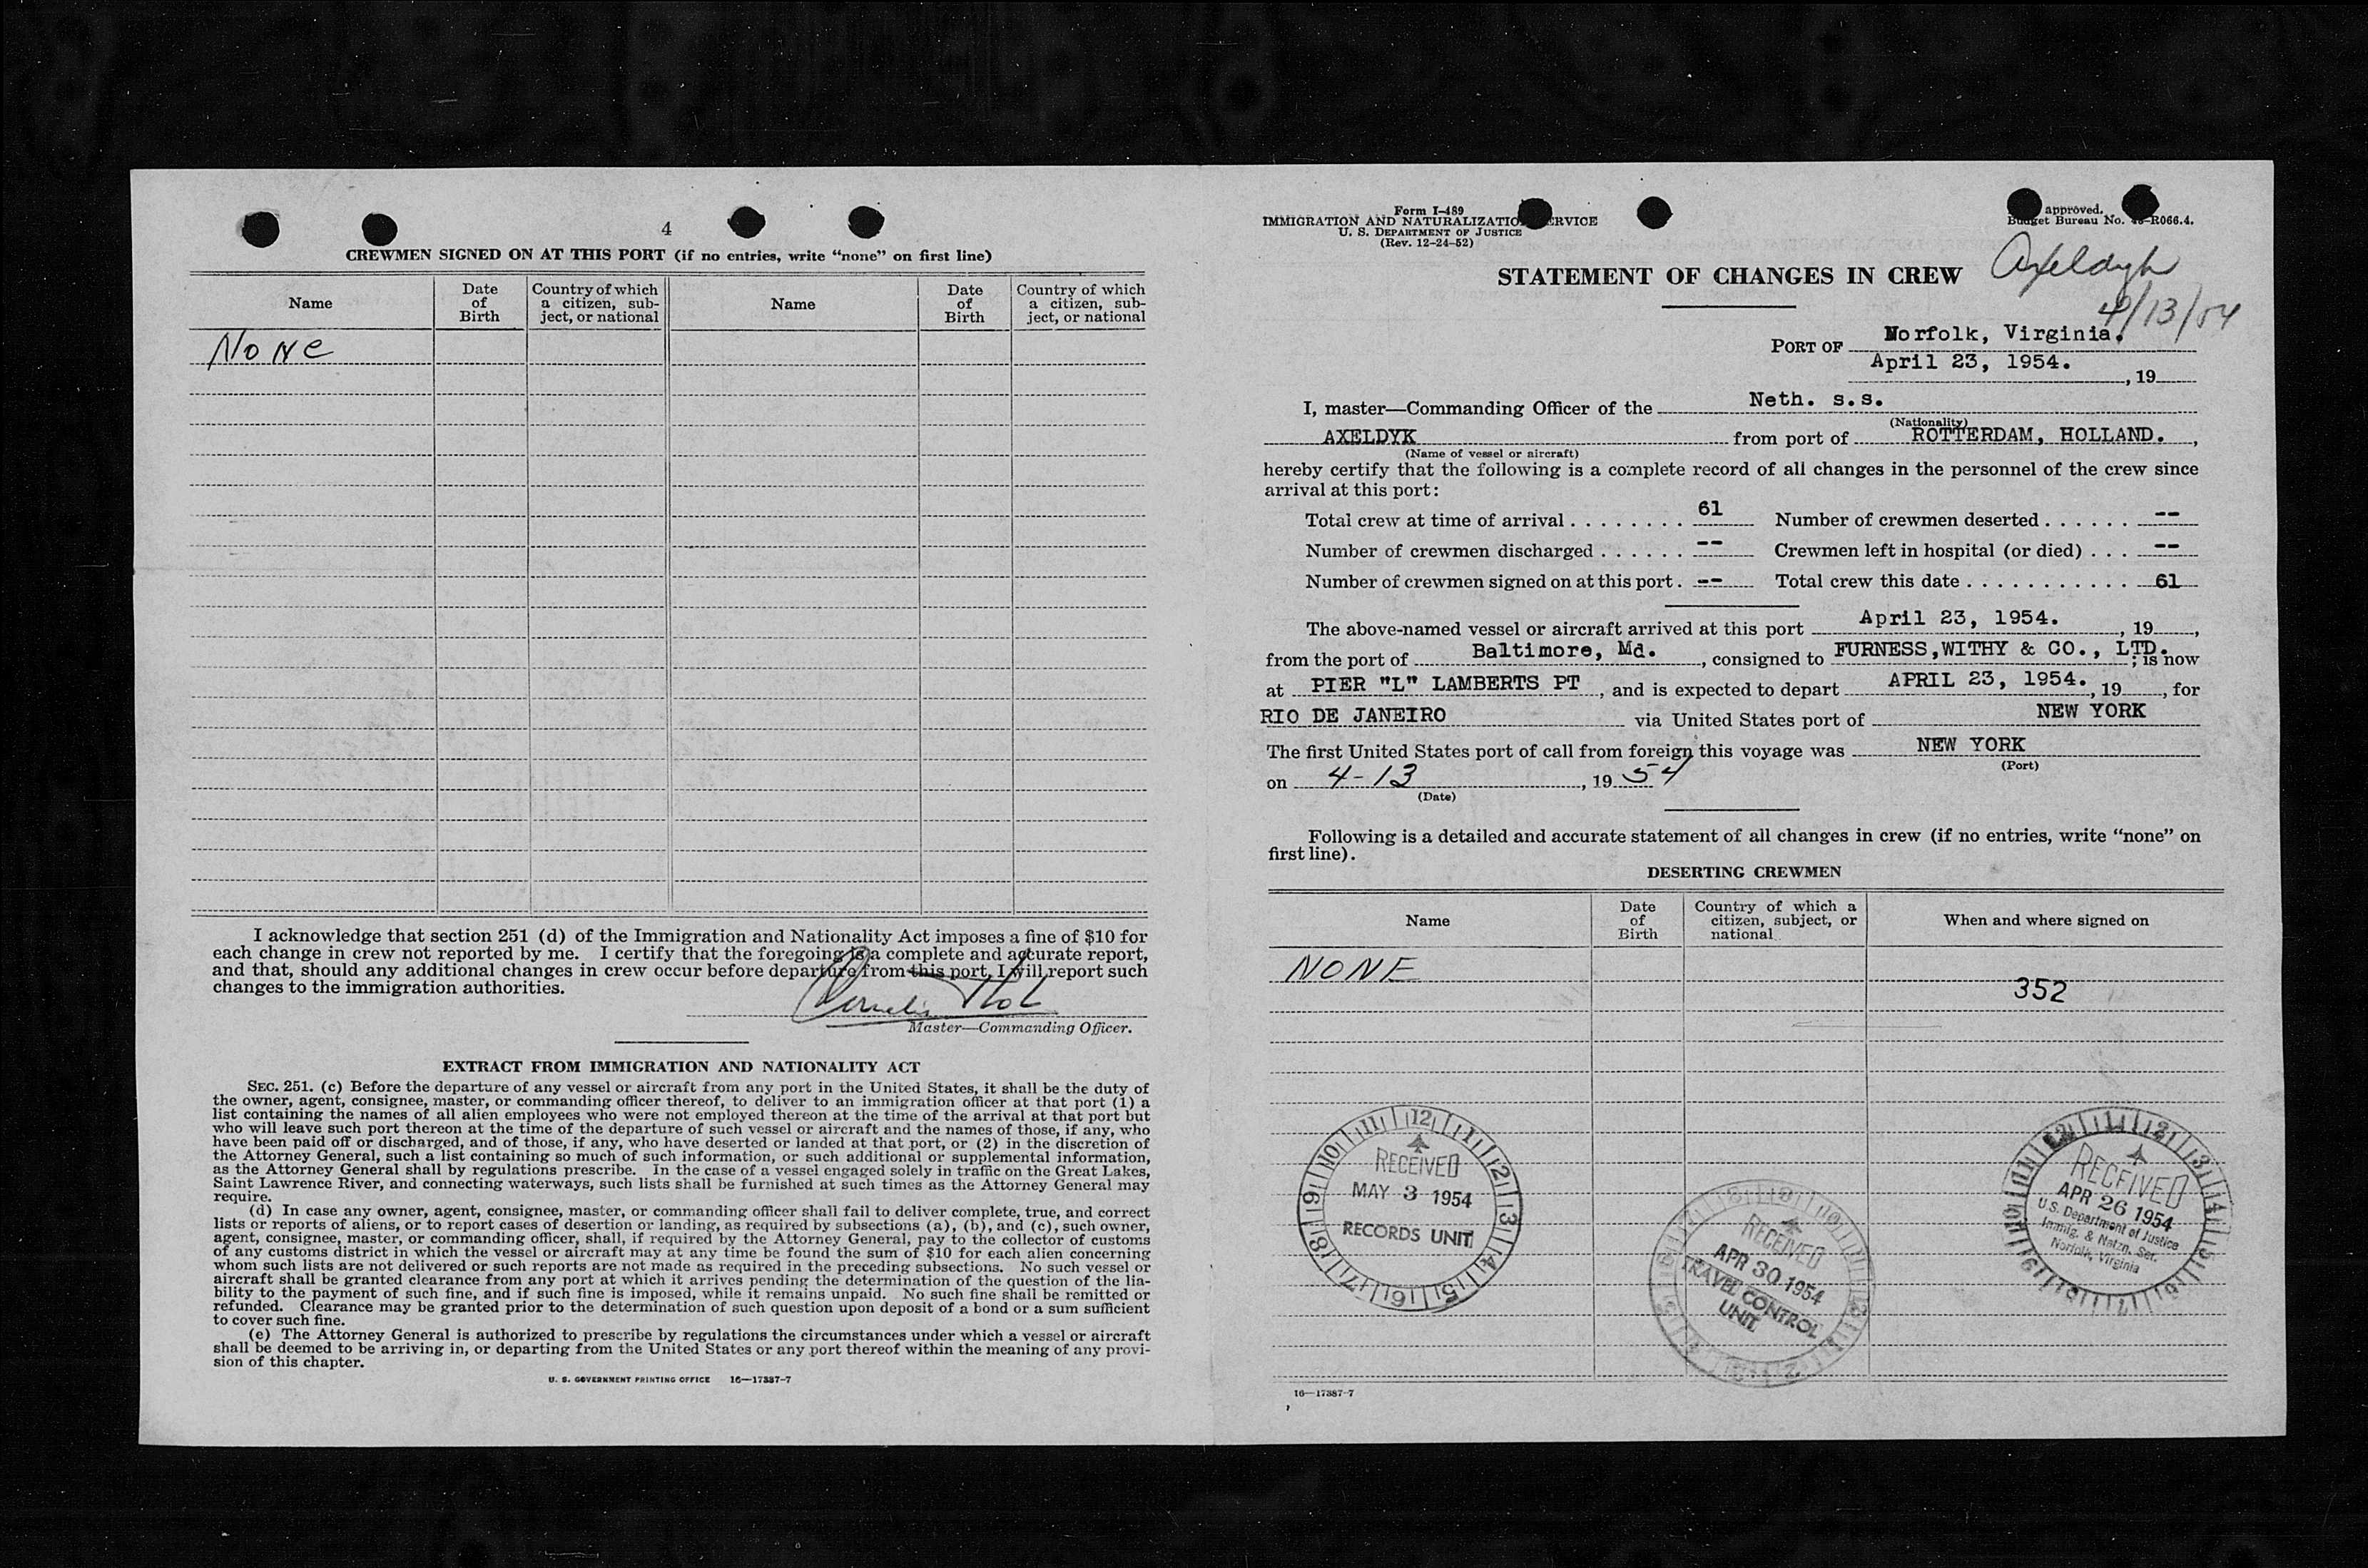 4
CREWMEN SIGNED ON AT THIS PORT (if no entries, write “none” on first line)
Name
Date
of
Birth
Country of which
a citizen, sub-
ject, or national
Name
Date
of
Birth
Country of which
a citizen, sub-
ject, or national
None
I acknowledge that section 251 (d) of the Immigration and Nationality Act imposes a fine of $10 for
each change in crew not reported by me. I certify that the foregoing is a complete and accurate report,
and that, should any additional changes in crew occur before departure from this port, I will report such
changes to the immigration authorities.
Cornelis
Master—Commanding Officer.
EXTRACT FROM IMMIGRATION AND NATIONALITY ACT
SEC. 251. (c) Before the departure of any vessel or aircraft from any port in the United States, it shall be the duty of
the owner, agent, consignee, master, or commanding officer thereof, to deliver to an immigration officer at that port (1) a
list containing the names of all alien employees who were not employed thereon at the time of the arrival at that port but
who will leave such port thereon at the time of the departure of such vessel or aircraft and the names of those, if any, who
have been paid off or discharged, and of those, if any, who have deserted or landed at that port, or (2) in the discretion of
the Attorney General, such a list containing so much of such information, or such additional or supplemental information,
as the Attorney General shall by regulations prescribe. In the case of a vessel engaged solely in traffic on the Great Lakes,
Saint Lawrence River, and connecting waterways, such lists shall be furnished at such times as the Attorney General may
require.
(d) In case any owner, agent, consignee, master, or commanding officer shall fail to deliver complete, true, and correct
lists or reports of aliens, or to report cases of desertion or landing, as required by subsections (a), (b), and (c), such owner,
agent, consignee, master, or commanding officer, shall, if required by the Attorney General, pay to the collector of customs
of any customs district in which the vessel or aircraft may at any time be found the sum of $10 for each alien concerning
whom such lists are not delivered or such reports are not made as required in the preceding subsections. No such vessel or
aircraft shall be granted clearance from any port at which it arrives pending the determination of the question of the lia-
bility to the payment of such fine, and if such fine is imposed, while it remains unpaid. No such fine shall be remitted or
refunded. Clearance may be granted prior to the determination of such question upon deposit of a bond or a sum sufficient
to cover such fine.
(e) The Attorney General is authorized to prescribe by regulations the circumstances under which a vessel or aircraft
shall be deemed to be arriving in, or departing from the United States or any port thereof within the meaning of any provi-
sion of this chapter.
U. S. GOVERNMENT PRINTING OFFICE 16—17387-7
Form I-489
IMMIGRATION AND NATURALIZATION SERVICE
U. S. DEPARTMENT OF JUSTICE
(Rev. 12-24-52)
approved.
Budget Bureau No. 43-R066.4.
Axeldyk
4/13/54
STATEMENT OF CHANGES IN CREW
PORT OF Norfolk, Virginia.
April 23, 1954. , 19
I, master—Commanding Officer of the Neth. s.s.
(Nationality)
AXELDYK from port of ROTTERDAM, HOLLAND. ,
(Name of vessel or aircraft)
hereby certify that the following is a complete record of all changes in the personnel of the crew since
arrival at this port:
Total crew at time of arrival . . . . . . . . 61 Number of crewmen deserted . . . . . . --
Number of crewmen discharged . . . . . . -- Crewmen left in hospital (or died) . . . --
Number of crewmen signed on at this port . -- Total crew this date . . . . . . . . . . . . 61
The above-named vessel or aircraft arrived at this port April 23, 1954. , 19 ,
from the port of Baltimore, Md. , consigned to FURNESS,WITHY & CO., LTD. ; is now
at PIER "L" LAMBERTS PT , and is expected to depart APRIL 23, 1954. , 19 , for
RIO DE JANEIRO via United States port of NEW YORK
The first United States port of call from foreign this voyage was NEW YORK
(Port)
on 4-13 , 19 54
(Date)
Following is a detailed and accurate statement of all changes in crew (if no entries, write “none” on
first line).
DESERTING CREWMEN
Name
Date
of
Birth
Country of which a
citizen, subject, or
national
When and where signed on
NONE
352
RECEIVED
MAY 3 1954
RECORDS UNIT
RECEIVED
APR 30 1954
TRAVEL CONTROL
UNIT
RECEIVED
APR 26 1954
U.S. Department of Justice
Immig. & Natzn. Ser.
Norfolk, Virginia
16—17387-7